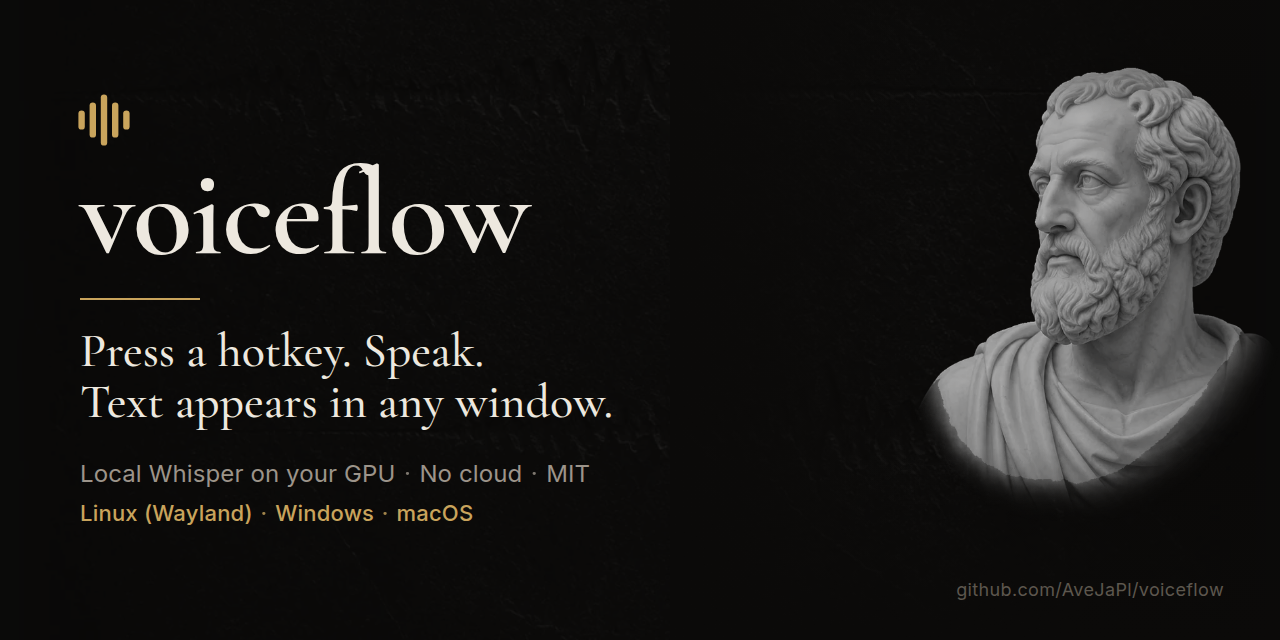 voiceflow
Press a hotkey. Speak.
Text appears in any window.
Local Whisper on your GPU · No cloud · MIT
Linux (Wayland) · Windows · macOS
github.com/AveJaPl/voiceflow